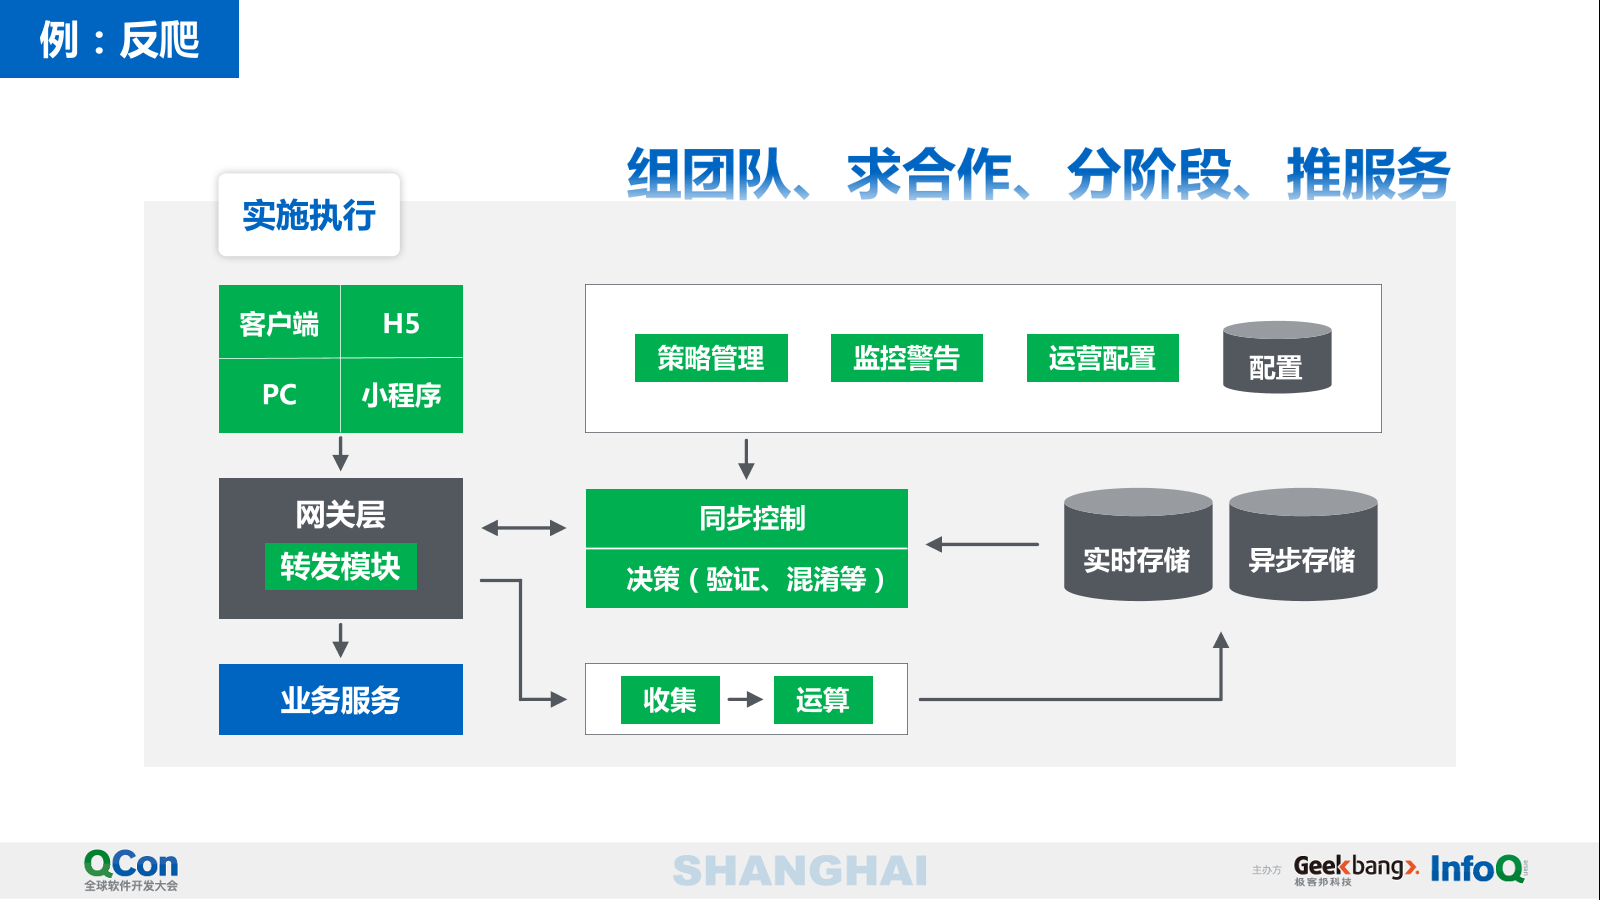 例：反爬
组团队、求合作、分阶段、推服务
实施执行
客户端
H5
PC
小程序
策略管理
监控警告
运营配置
配置
网关层
转发模块
同步控制
决策（验证、混淆等）
实时存储
异步存储
业务服务
收集
运算
QCon
全球软件开发大会
SHANGHAI
主办方
Geekbang>.
极客邦科技
InfoQ